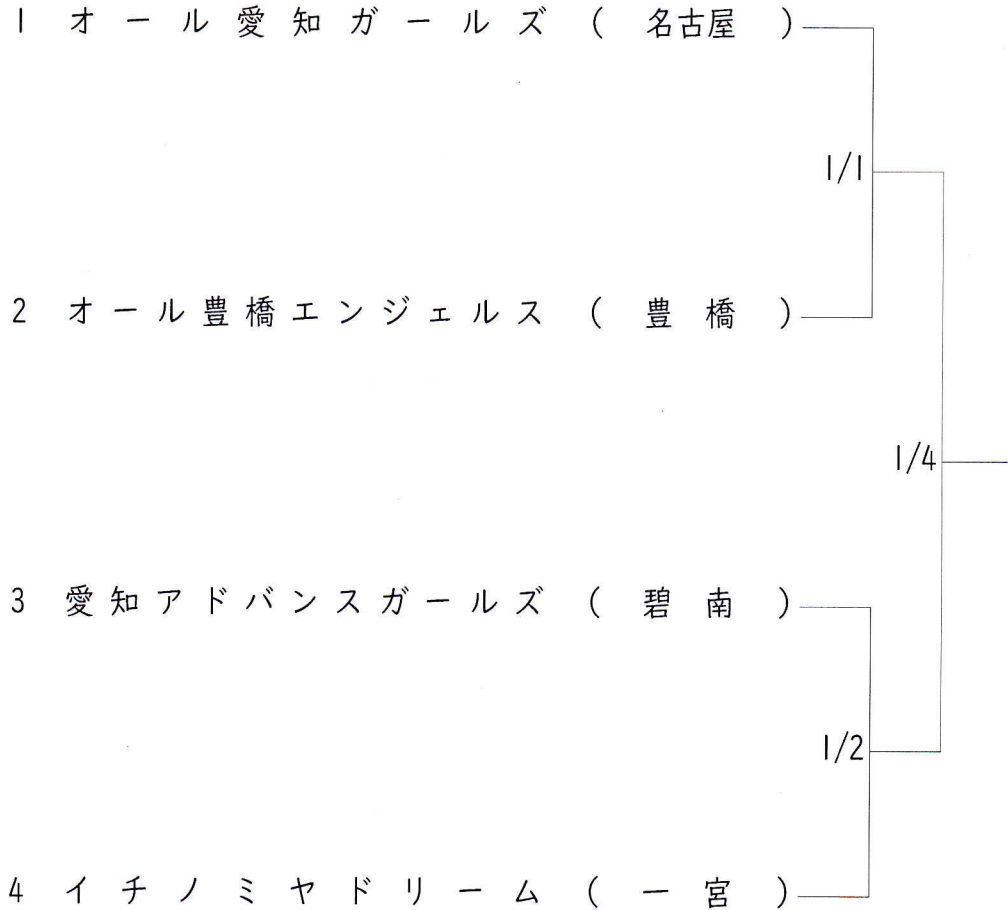 1 オール愛知ガールズ ( 名古屋 )
1/1
2 オール豊橋エンジェルス ( 豊橋 )
1/4
3 愛知アドバンスガールズ ( 碧南 )
1/2
4 イチノミヤドリーム ( 一宮 )